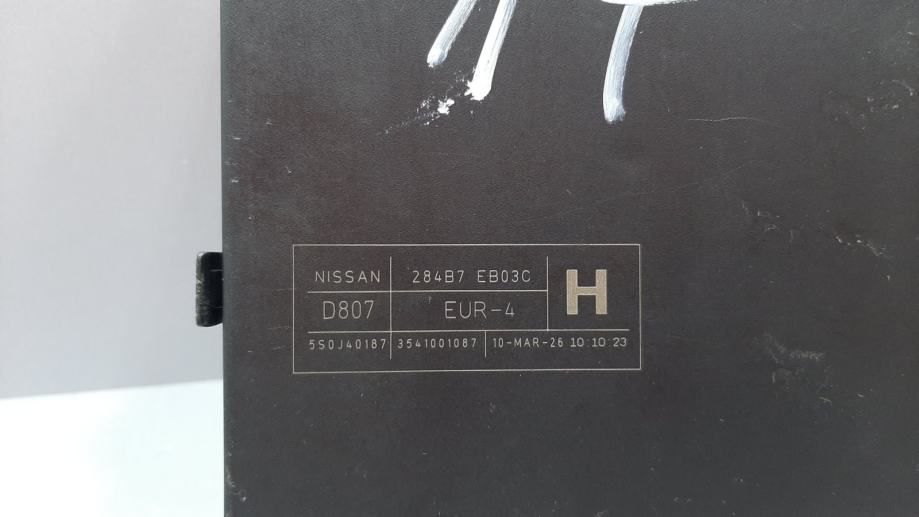 NISSAN 284B7 EB03C H
D807 EUR-4
5S0J40187 3541001087 10-MAR-26 10:10:23